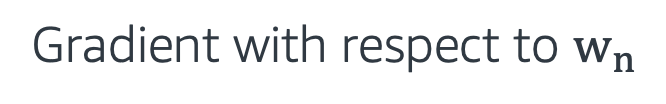 Gradient with respect to wₙ